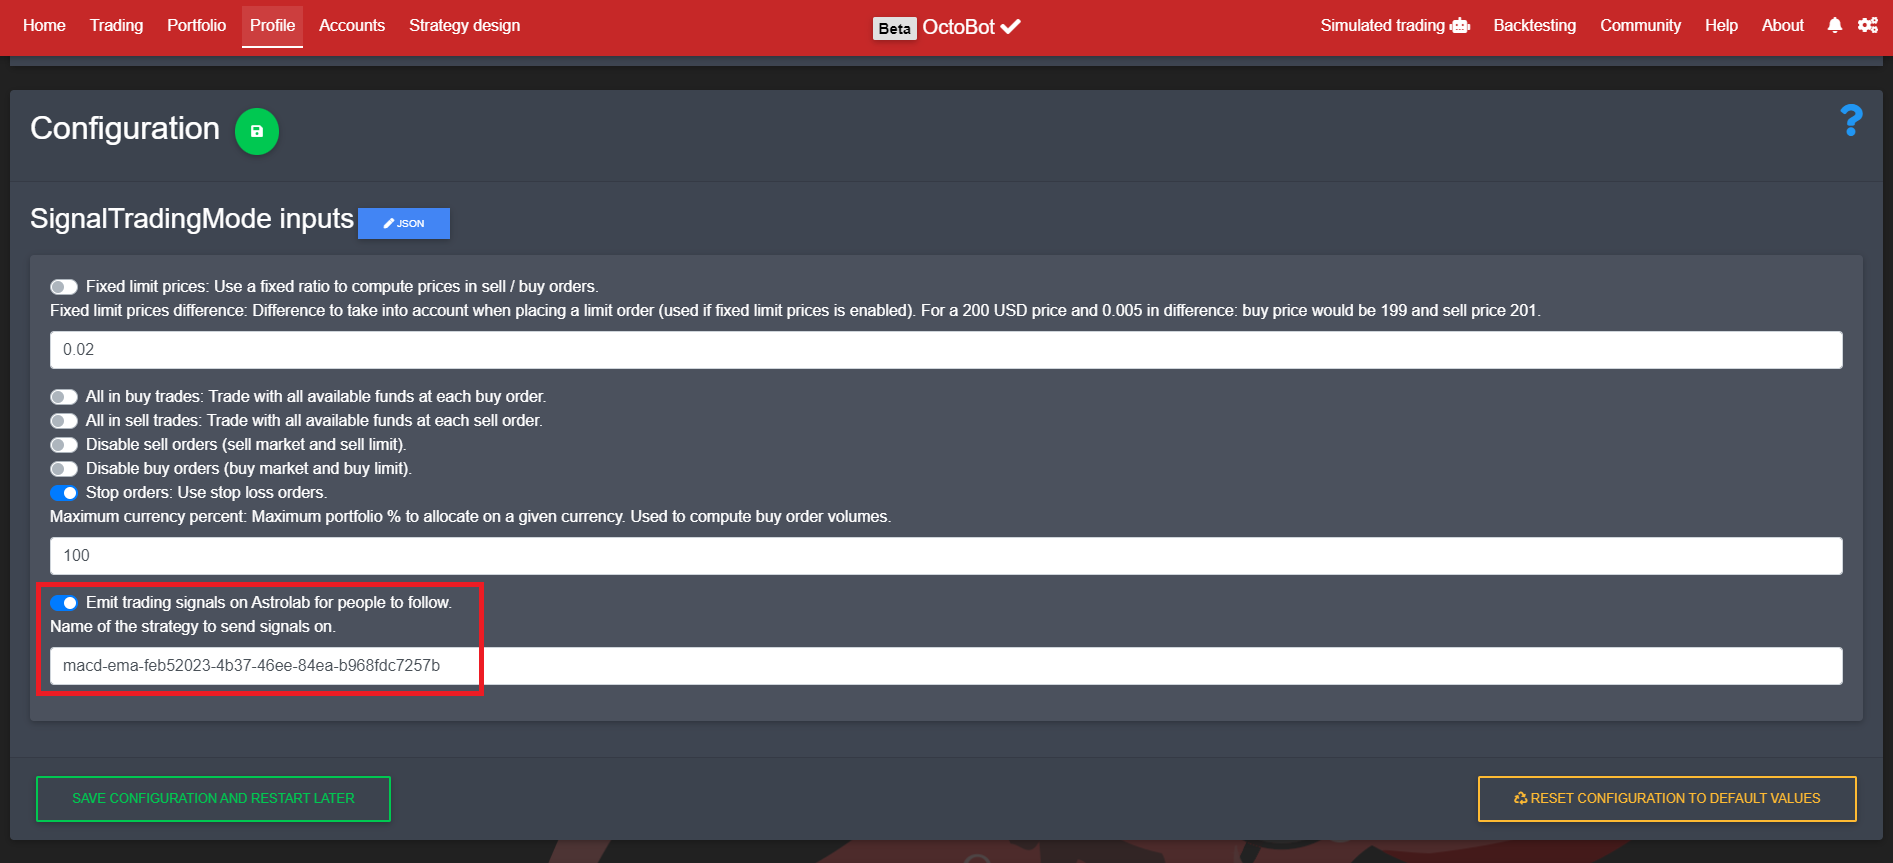 Home Trading Portfolio Profile Accounts Strategy design Beta OctoBot Simulated trading Backtesting Community Help About
Configuration
?
SignalTradingMode inputs JSON
Fixed limit prices: Use a fixed ratio to compute prices in sell / buy orders.
Fixed limit prices difference: Difference to take into account when placing a limit order (used if fixed limit prices is enabled). For a 200 USD price and 0.005 in difference: buy price would be 199 and sell price 201.
0.02
All in buy trades: Trade with all available funds at each buy order.
All in sell trades: Trade with all available funds at each sell order.
Disable sell orders (sell market and sell limit).
Disable buy orders (buy market and buy limit).
Stop orders: Use stop loss orders.
Maximum currency percent: Maximum portfolio % to allocate on a given currency. Used to compute buy order volumes.
100
Emit trading signals on Astrolab for people to follow.
Name of the strategy to send signals on.
macd-ema-feb52023-4b37-46ee-84ea-b968fdc7257b
SAVE CONFIGURATION AND RESTART LATER RESET CONFIGURATION TO DEFAULT VALUES